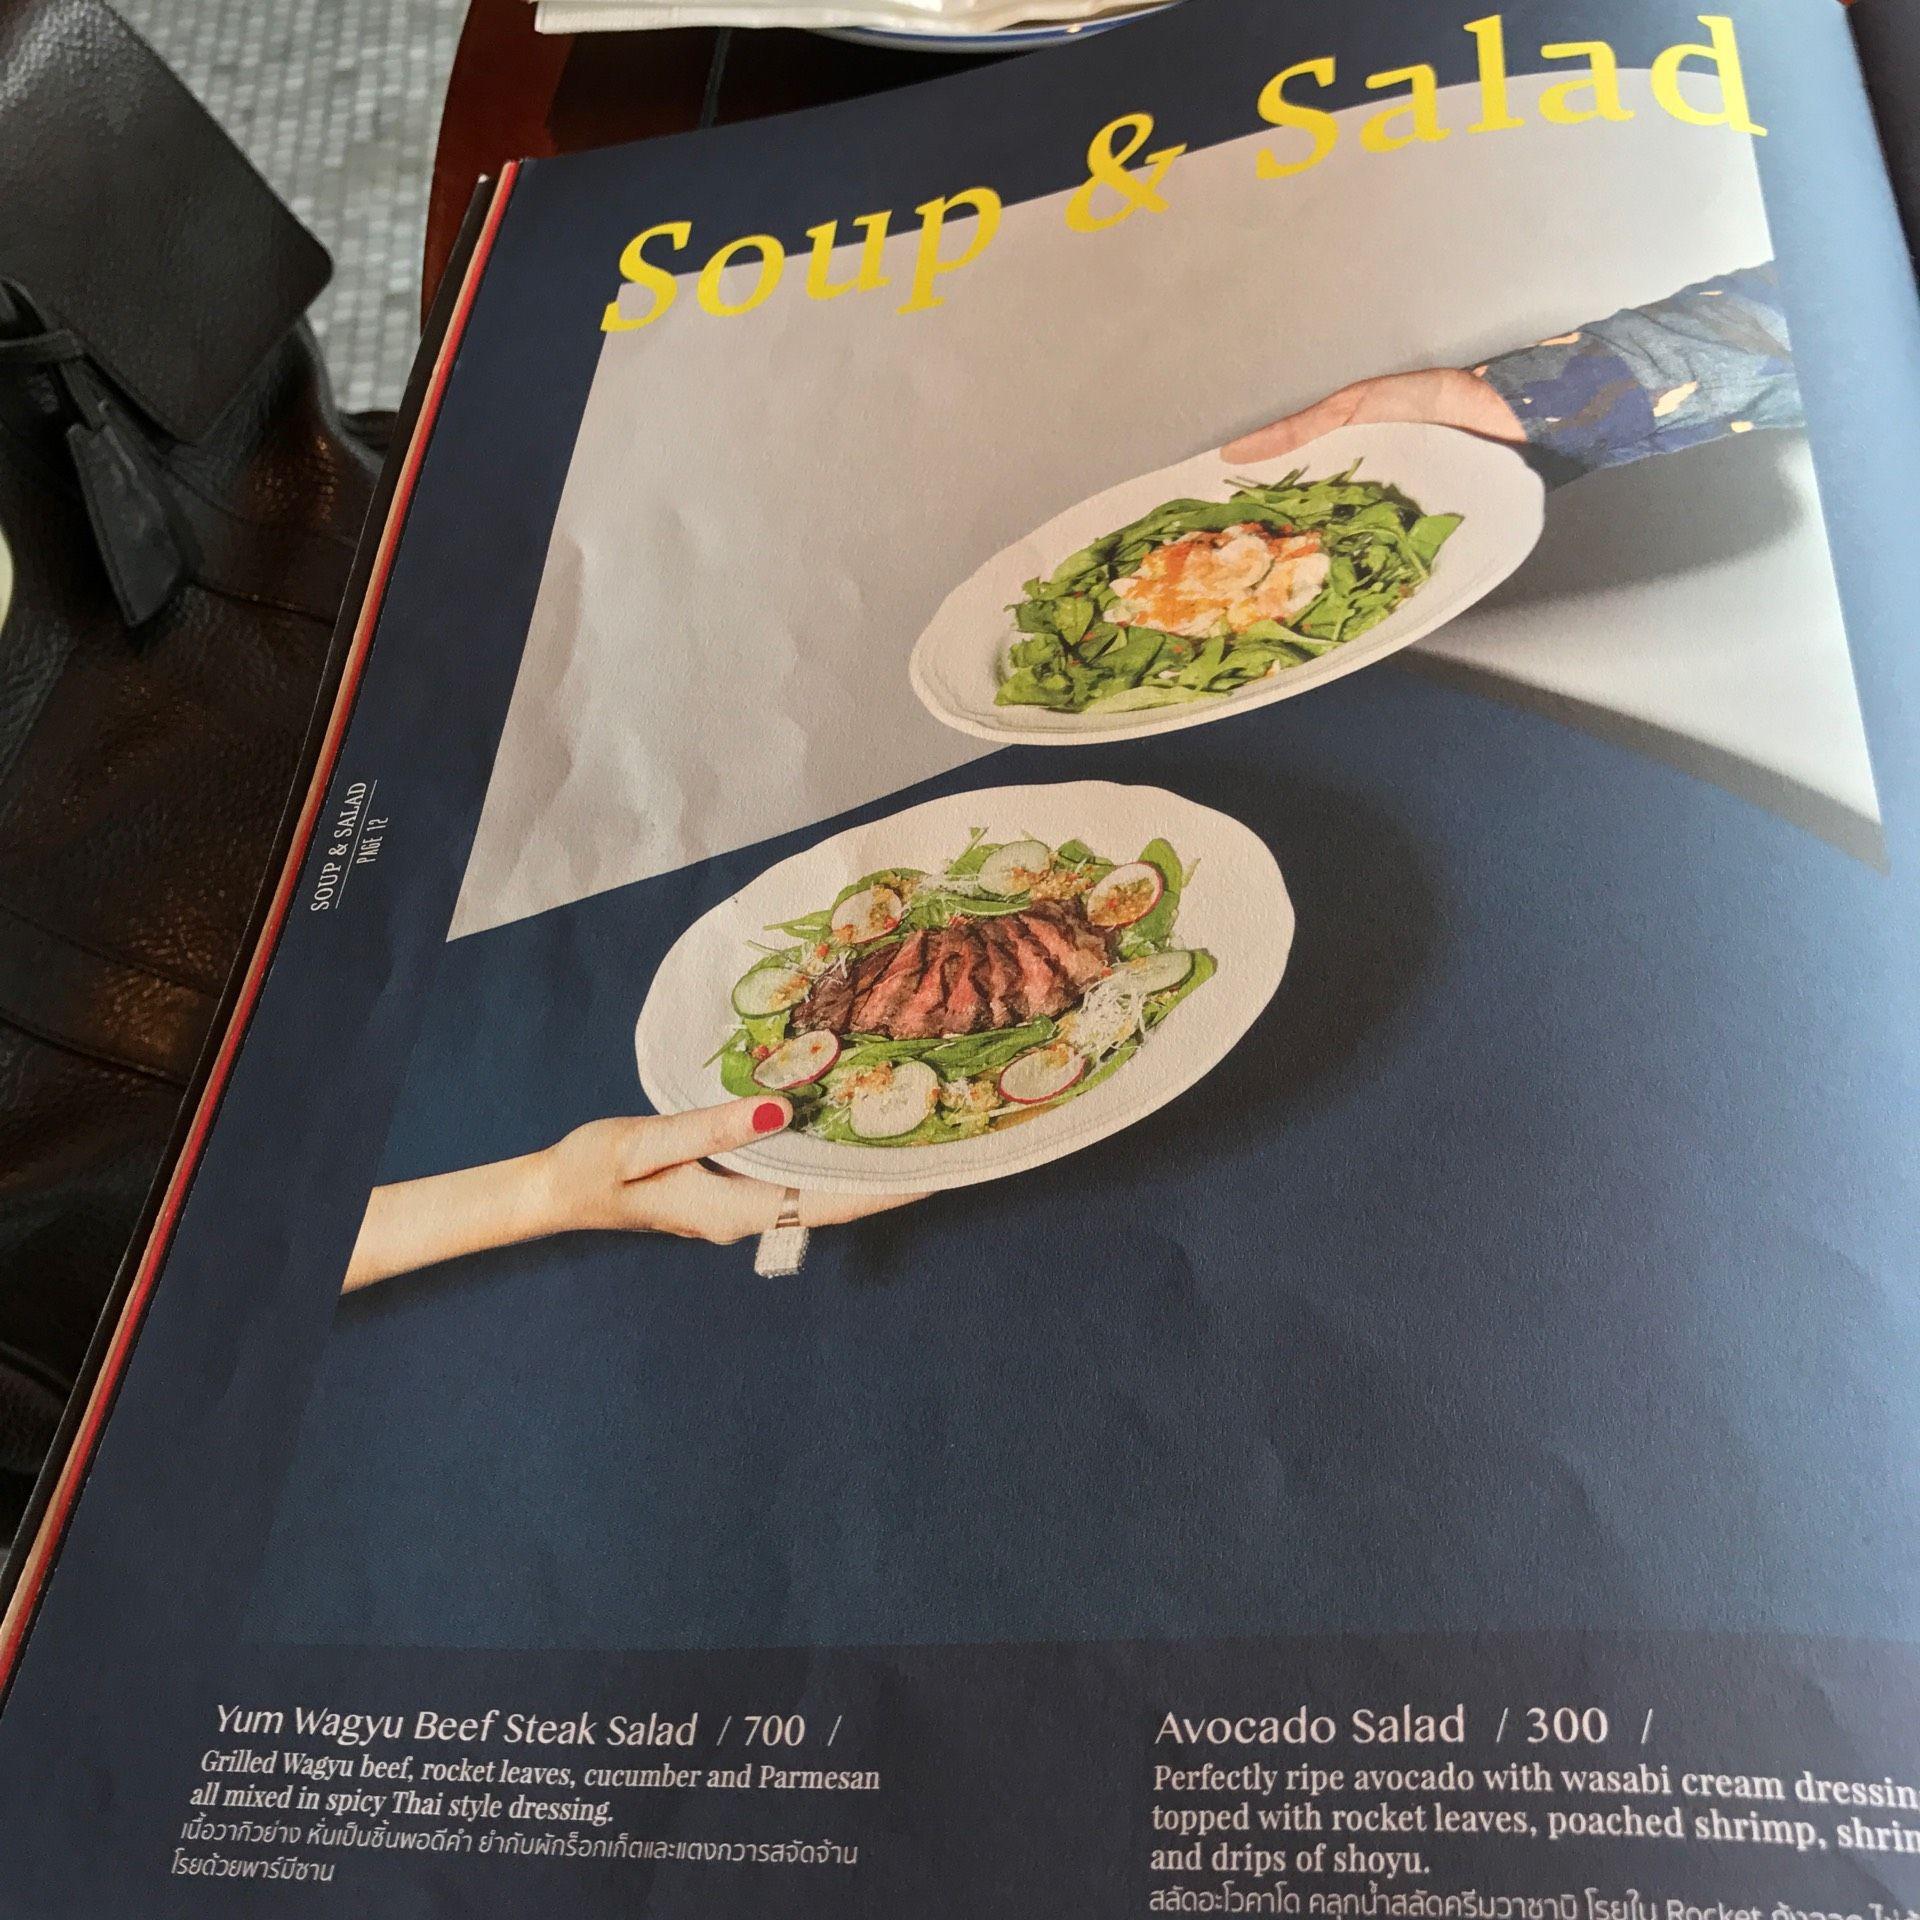 Soup & Salad
SOUP & SALAD
PAGE 12
Yum Wagyu Beef Steak Salad / 700 /
Grilled Wagyu beef, rocket leaves, cucumber and Parmesan
all mixed in spicy Thai style dressing.
เนื้อวากิวย่าง หั่นเป็นชิ้นพอดีคำ ยำกับผักร็อกเก็ตและแตงกวารสจัดจ้าน
โรยด้วยพาร์มีซาน
Avocado Salad / 300 /
Perfectly ripe avocado with wasabi cream
topped with rocket leaves, poached shrimp,
and drips of shoyu.
สลัดอะโวคาโด คลุกน้ำสลัดครีมวาซาบิ โรยใบ Rocket